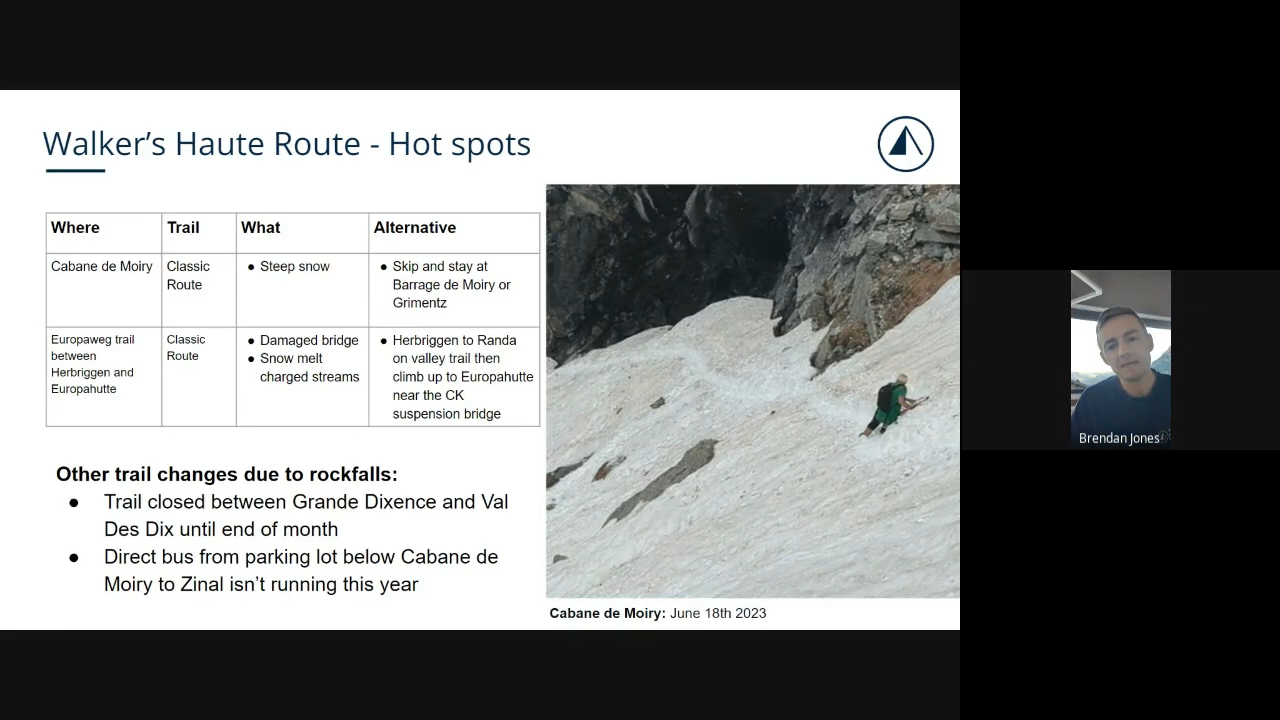 Walker's Haute Route - Hot spots
Where Trail What Alternative
Cabane de Moiry
Classic
Route
● Steep snow
● Skip and stay at
Barrage de Moiry or
Grimentz
Europaweg trail
between
Herbriggen and
Europahutte
Classic
Route
● Damaged bridge
● Snow melt
charged streams
● Herbriggen to Randa
on valley trail then
climb up to Europahutte
near the CK
suspension bridge
Other trail changes due to rockfalls:
● Trail closed between Grande Dixence and Val
Des Dix until end of month
● Direct bus from parking lot below Cabane de
Moiry to Zinal isn't running this year
Cabane de Moiry: June 18th 2023
Brendan Jones